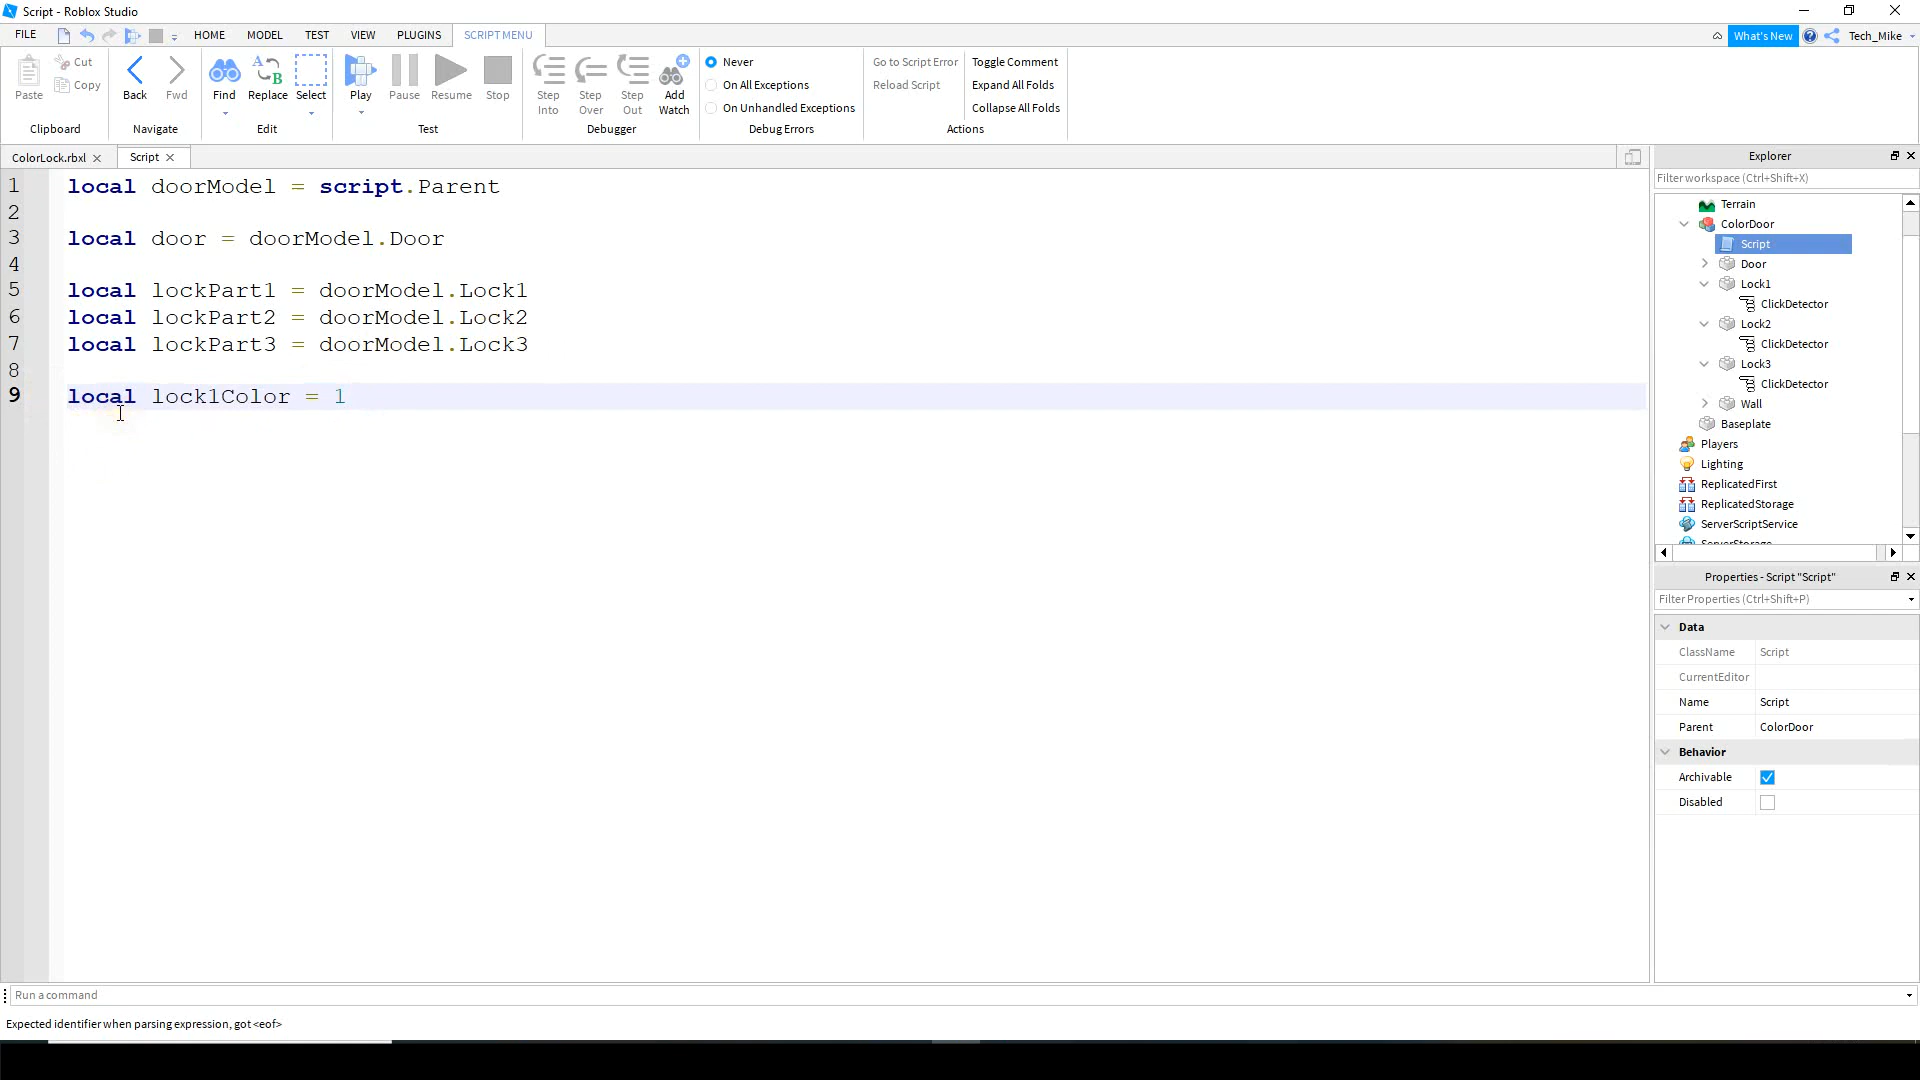 Script - Roblox Studio
FILE HOME MODEL TEST VIEW PLUGINS SCRIPT MENU What's New Tech_Mike
Paste Cut Copy Back Fwd Find Replace Select Play Pause Resume Stop Step Into Step Over Step Out Add Watch Never On All Exceptions On Unhandled Exceptions Go to Script Error Reload Script Toggle Comment Expand All Folds Collapse All Folds
Clipboard Navigate Edit Test Debugger Debug Errors Actions
ColorLock.rbxl Script
1 local doorModel = script.Parent
2
3 local door = doorModel.Door
4
5 local lockPart1 = doorModel.Lock1
6 local lockPart2 = doorModel.Lock2
7 local lockPart3 = doorModel.Lock3
8
9 local lock1Color = 1
Explorer
Filter workspace (Ctrl+Shift+X)
Terrain
ColorDoor
Script
Door
Lock1
ClickDetector
Lock2
ClickDetector
Lock3
ClickDetector
Wall
Baseplate
Players
Lighting
ReplicatedFirst
ReplicatedStorage
ServerScriptService
ServerStorage
Properties - Script "Script"
Filter Properties (Ctrl+Shift+P)
Data
ClassName Script
CurrentEditor
Name Script
Parent ColorDoor
Behavior
Archivable
Disabled
Run a command
Expected identifier when parsing expression, got <eof>